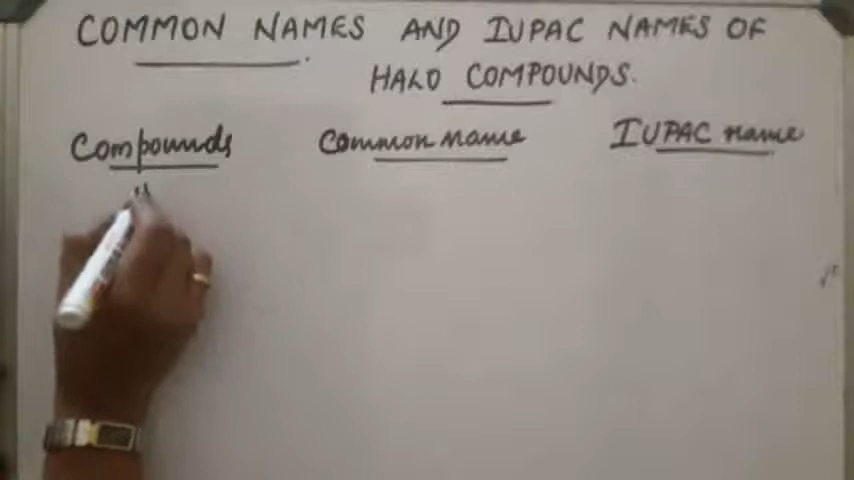 COMMON NAMES AND IUPAC NAMES OF
HALO COMPOUNDS.
Compounds Common name IUPAC name
H